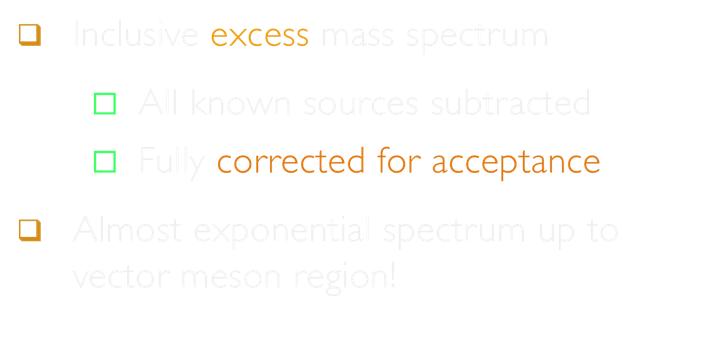 Inclusive excess mass spectrum
All known sources subtracted
Fully corrected for acceptance
Almost exponential spectrum up to
vector meson region!